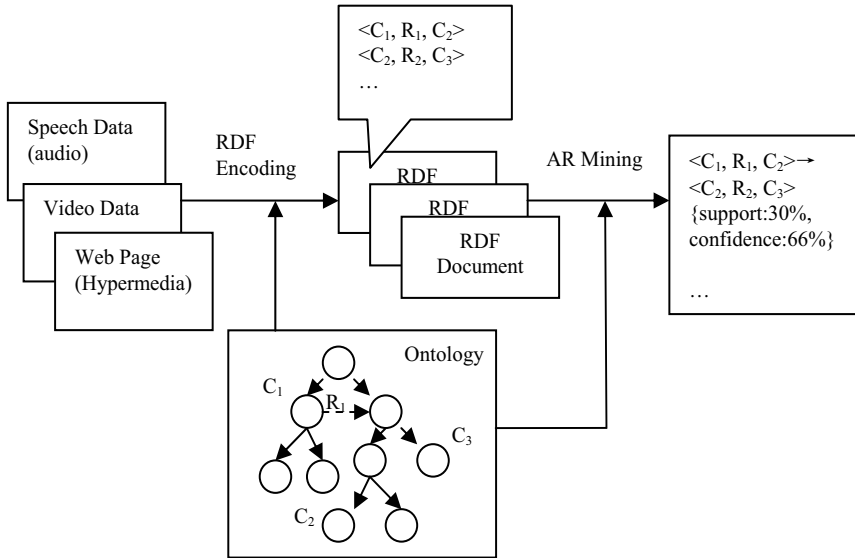 <C1, R1, C2>
<C2, R2, C3>
…
Speech Data
(audio)
Video Data
Web Page
(Hypermedia)
RDF
Encoding
RDF
RDF
RDF
Document
AR Mining
<C1, R1, C2>→
<C2, R2, C3>
{support:30%,
confidence:66%}
…
Ontology
C1
R1
C3
C2